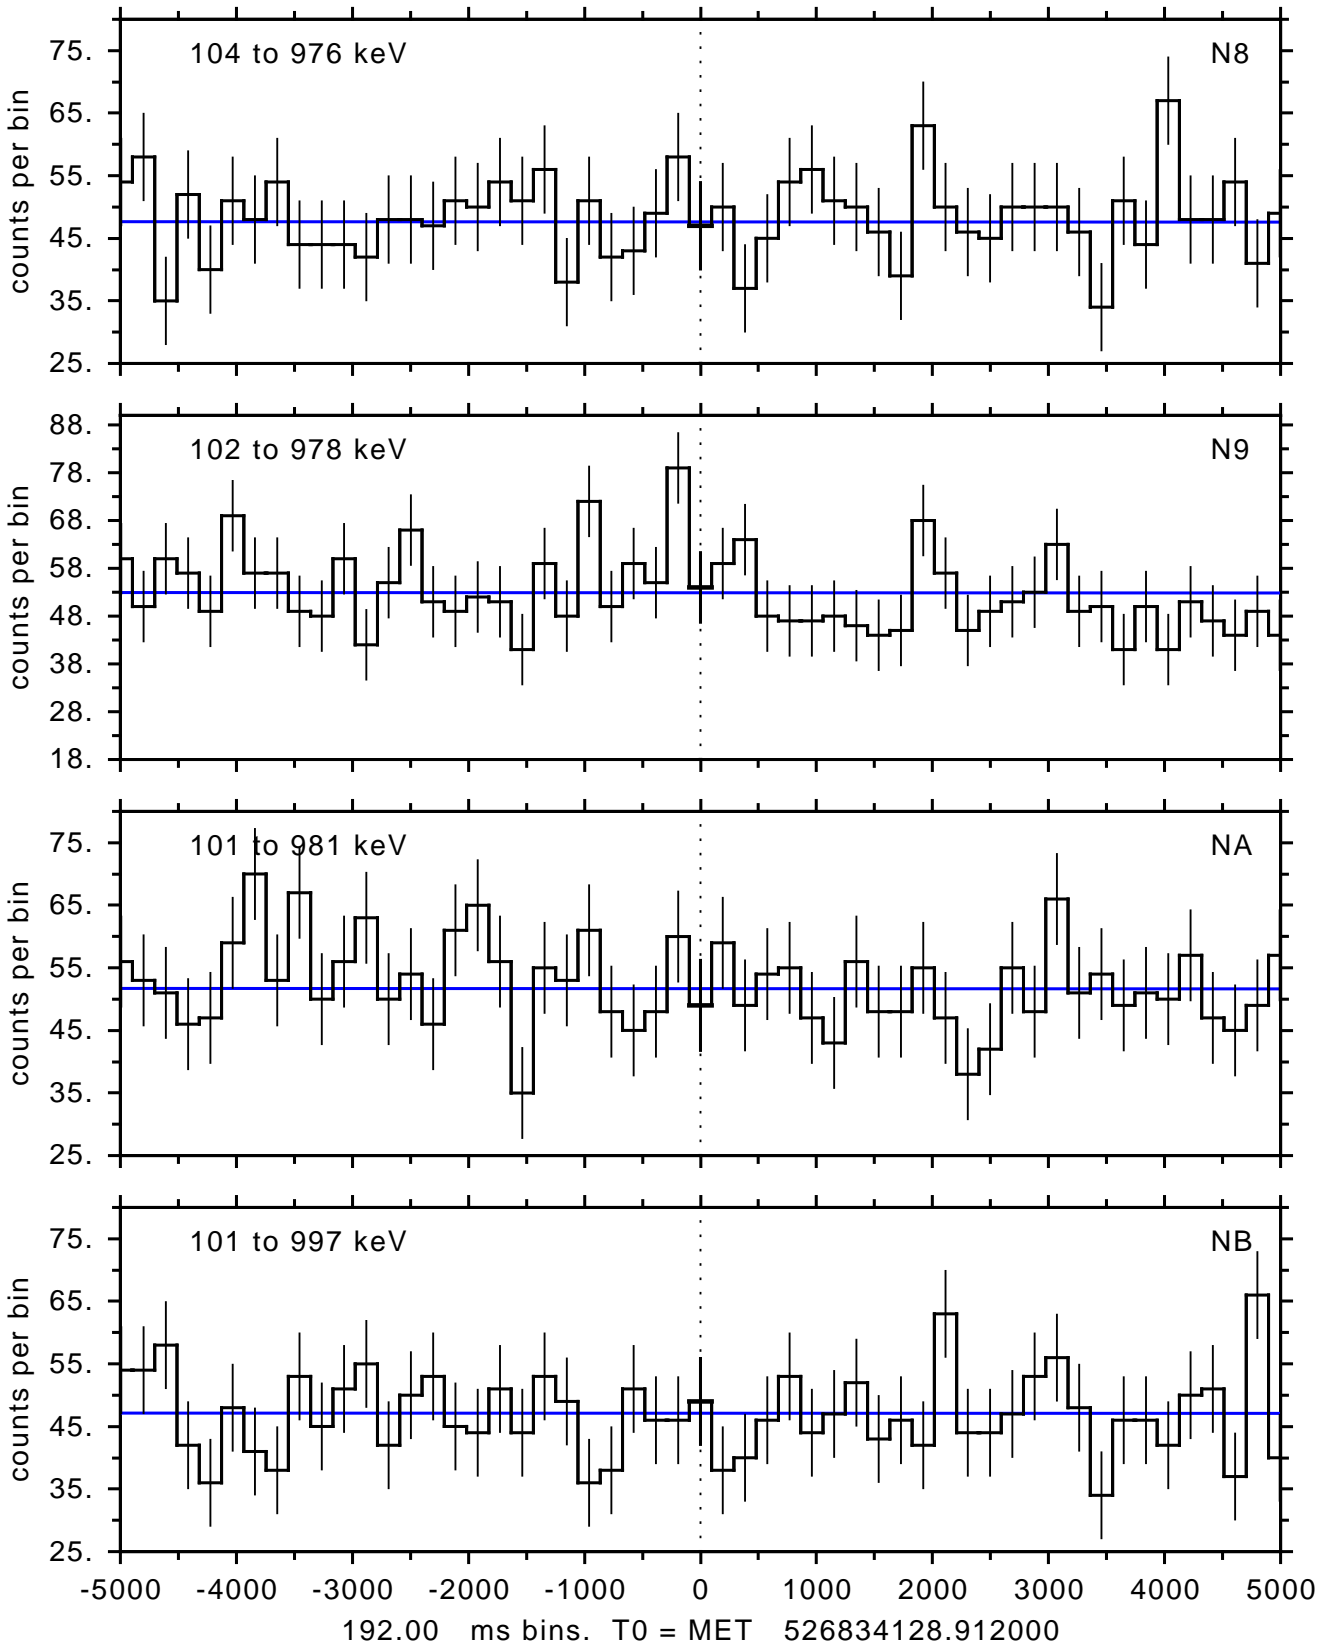 104 to 976 keV N8
75.
65.
55.
45.
35.
25.
counts per bin
102 to 978 keV N9
88.
78.
68.
58.
48.
38.
28.
18.
counts per bin
101 to 981 keV NA
75.
65.
55.
45.
35.
25.
counts per bin
101 to 997 keV NB
75.
65.
55.
45.
35.
25.
counts per bin
-5000 -4000 -3000 -2000 -1000 0 1000 2000 3000 4000 5000
192.00 ms bins. T0 = MET 526834128.912000